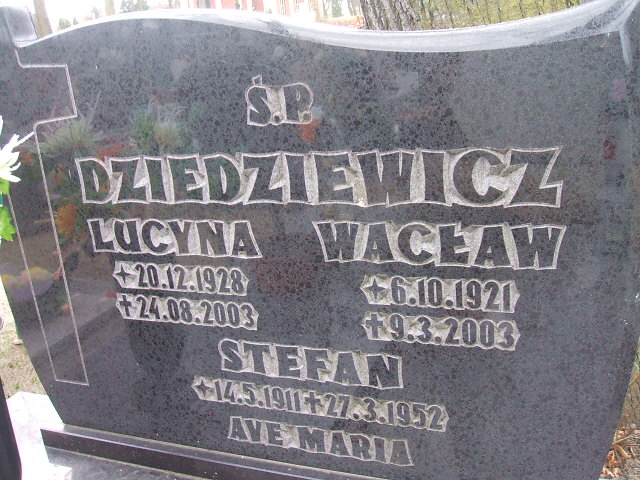 Ś.P.
DZIEDZIEWICZ
LUCYNA WACŁAW
+20.12.1928 +6.10.1921
+24.08.2003 +9.3.2003
STEFAN
+14.5.1911+27.3.1952
AVE MARIA